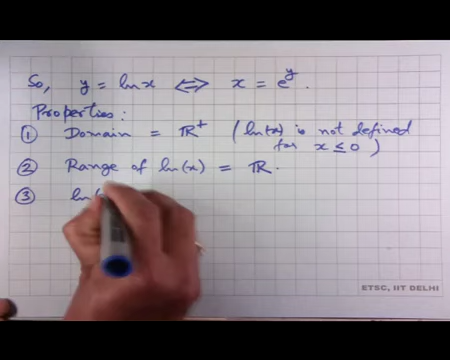 So, y = ln x ⇔ x = e^y.
Properties:
① Domain = ℝ⁺ (ln(x) is not defined
for x ≤ 0)
② Range of ln(x) = ℝ.
③ ln(
ETSC, IIT DELHI